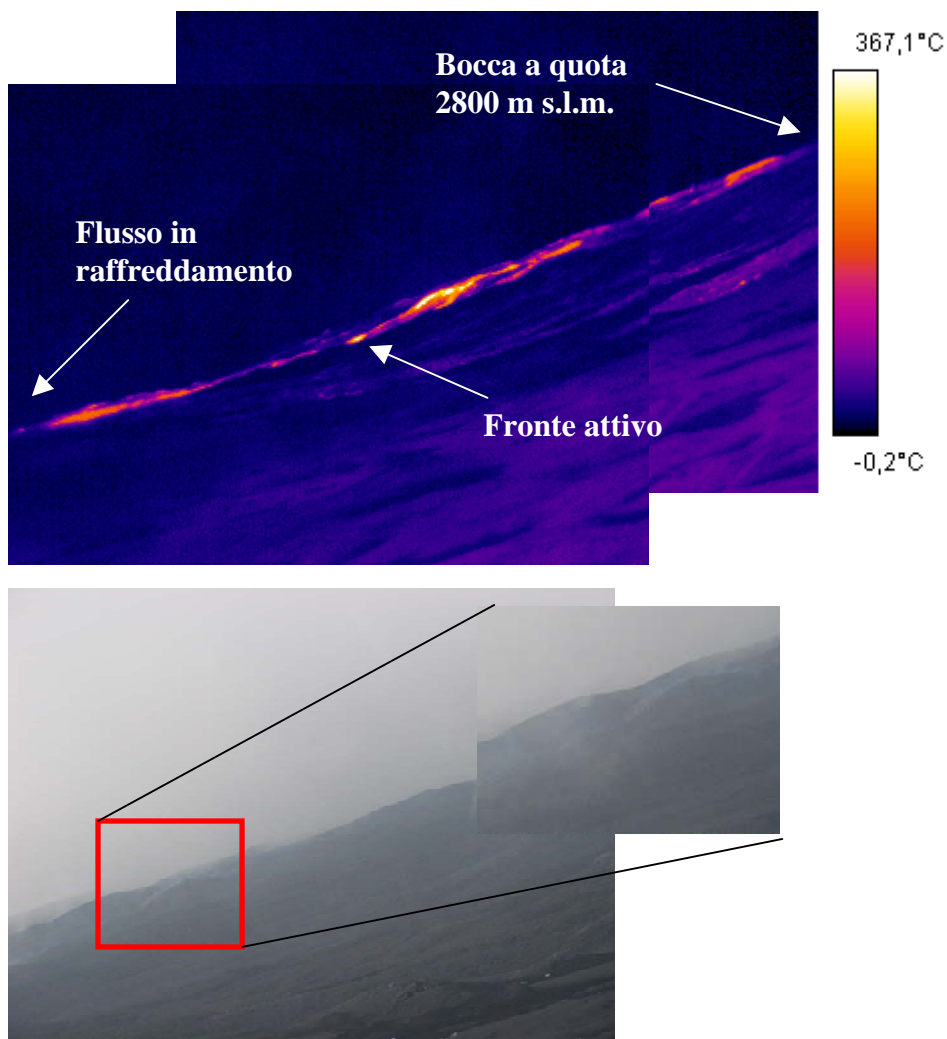 367,1°C
Bocca a quota
2800 m s.l.m.
Flusso in
raffreddamento
Fronte attivo
-0,2°C